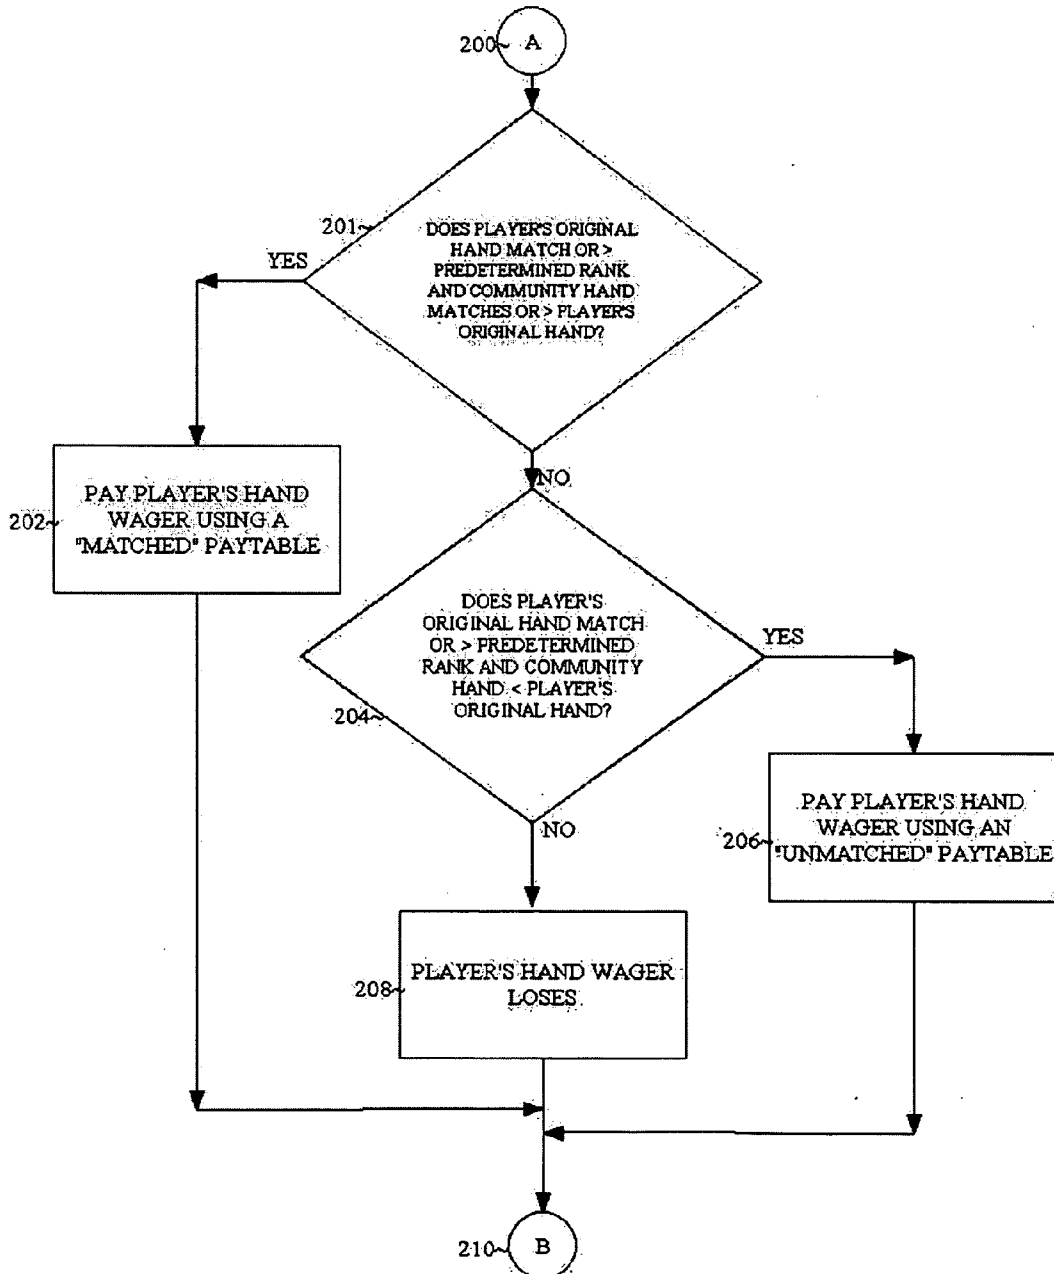 200~ A
201~
DOES PLAYER'S ORIGINAL
HAND MATCH OR >
PREDETERMINED RANK
AND COMMUNITY HAND
MATCHES OR > PLAYER'S
ORIGINAL HAND?
YES
NO
202~
PAY PLAYER'S HAND
WAGER USING A
"MATCHED" PAYTABLE
204~
DOES PLAYER'S
ORIGINAL HAND MATCH
OR > PREDETERMINED
RANK AND COMMUNITY
HAND < PLAYER'S
ORIGINAL HAND?
YES
NO
206~
PAY PLAYER'S HAND
WAGER USING AN
"UNMATCHED" PAYTABLE
208~
PLAYER'S HAND WAGER
LOSES
210~ B